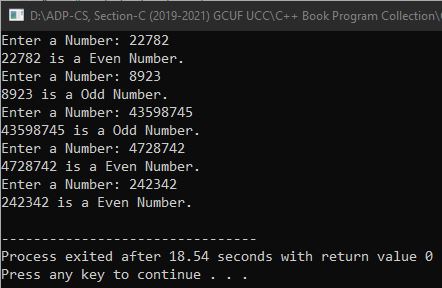 D:\ADP-CS, Section-C (2019-2021) GCUF UCC\C++ Book Program Collection\
Enter a Number: 22782
22782 is a Even Number.
Enter a Number: 8923
8923 is a Odd Number.
Enter a Number: 43598745
43598745 is a Odd Number.
Enter a Number: 4728742
4728742 is a Even Number.
Enter a Number: 242342
242342 is a Even Number.
--------------------------------
Process exited after 18.54 seconds with return value 0
Press any key to continue . . .